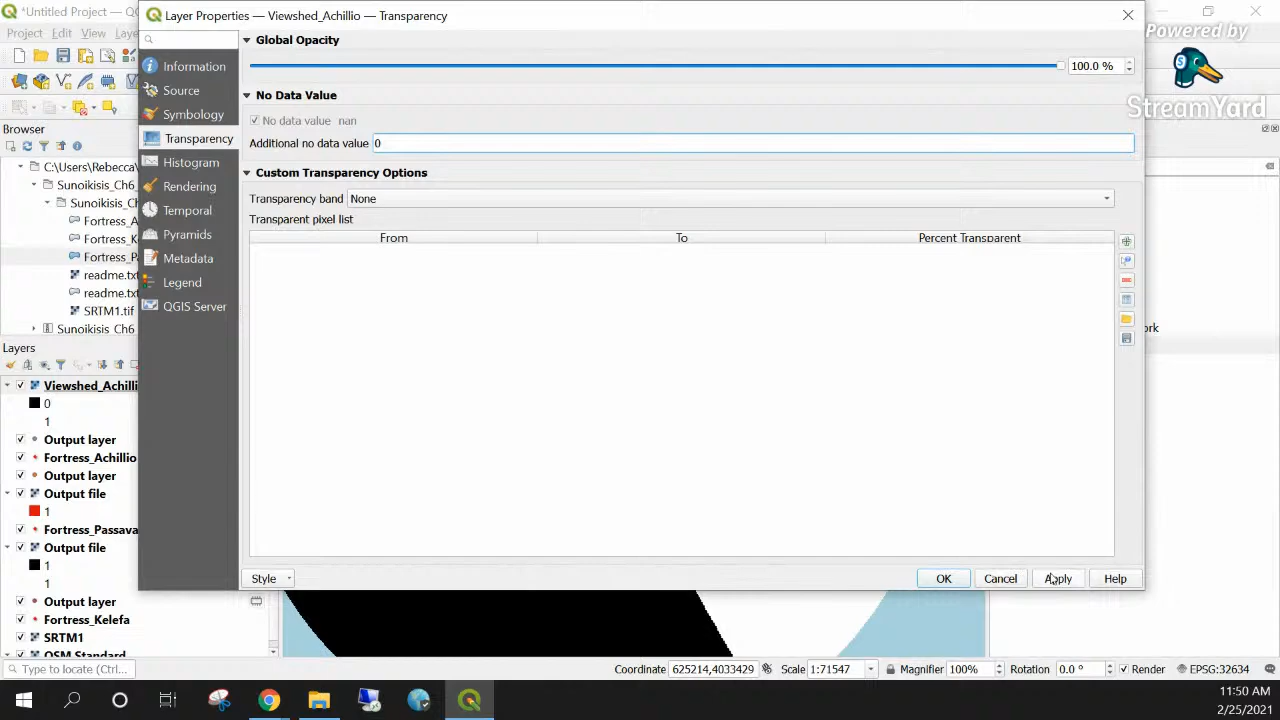 *Untitled Project — QG
Layer Properties — Viewshed_Achillio — Transparency
Powered by
StreamYard
Project Edit View Laye
Browser
C:\Users\Rebecca\
Sunoikisis_Ch6_
Sunoikisis_Ch
Fortress_A
Fortress_K
Fortress_Pa
readme.txt
readme.txt
SRTM1.tif
Sunoikisis_Ch6
Layers
Viewshed_Achilli
0
1
Output layer
Fortress_Achillio
Output layer
Output file
1
Fortress_Passava
Output file
1
1
Output layer
Fortress_Kelefa
SRTM1
OSM Standard
Information
Source
Symbology
Transparency
Histogram
Rendering
Temporal
Pyramids
Metadata
Legend
QGIS Server
Global Opacity
100.0 %
No Data Value
No data value nan
Additional no data value 0
Custom Transparency Options
Transparency band None
Transparent pixel list
From To Percent Transparent
Style OK Cancel Apply Help
ork
Type to locate (Ctrl...
Coordinate 625214,4033429 Scale 1:71547 Magnifier 100% Rotation 0.0 ° Render EPSG:32634
11:50 AM
2/25/2021